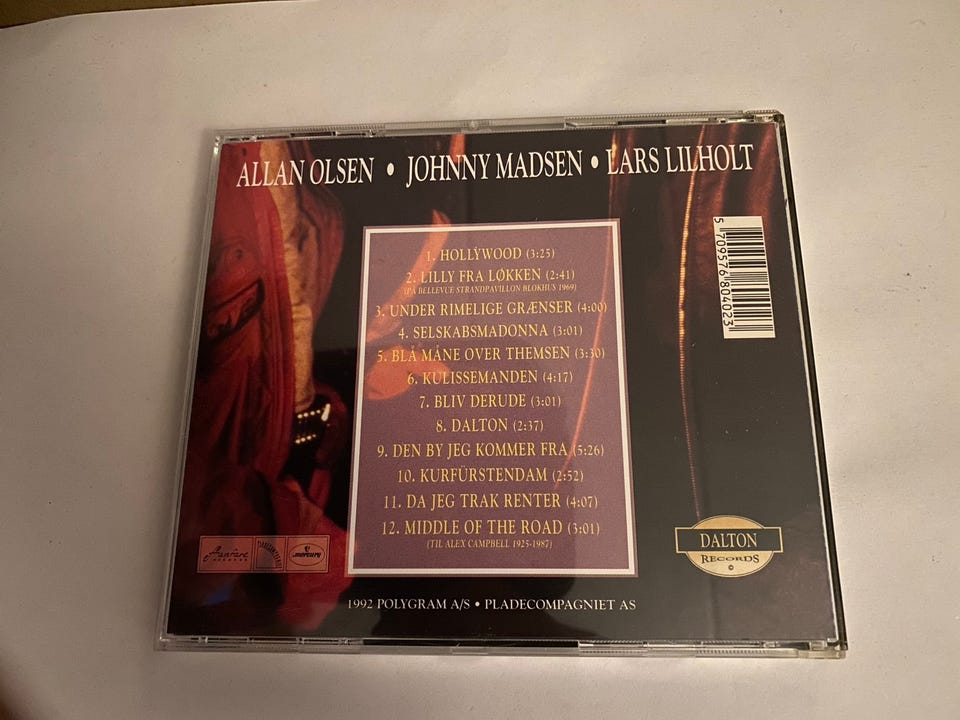 ALLAN OLSEN • JOHNNY MADSEN • LARS LILHOLT
1. HOLLYWOOD (3:25)
2. LILLY FRA LØKKEN (2:41)
(PÅ BELLEVUE STRANDPAVILLON BLOKHUS 1969)
3. UNDER RIMELIGE GRÆNSER (4:00)
4. SELSKABSMADONNA (3:01)
5. BLÅ MÅNE OVER THEMSEN (3:30)
6. KULISSEMANDEN (4:17)
7. BLIV DERUDE (3:01)
8. DALTON (2:37)
9. DEN BY JEG KOMMER FRA (5:26)
10. KURFÜRSTENDAM (2:52)
11. DA JEG TRAK RENTER (4:07)
12. MIDDLE OF THE ROAD (3:01)
(TIL ALEX CAMPBELL 1925-1987)
5 709576 804023
Fanfare
RECORDS
mercury
DALTON
RECORDS
©
1992 POLYGRAM A/S • PLADECOMPAGNIET AS